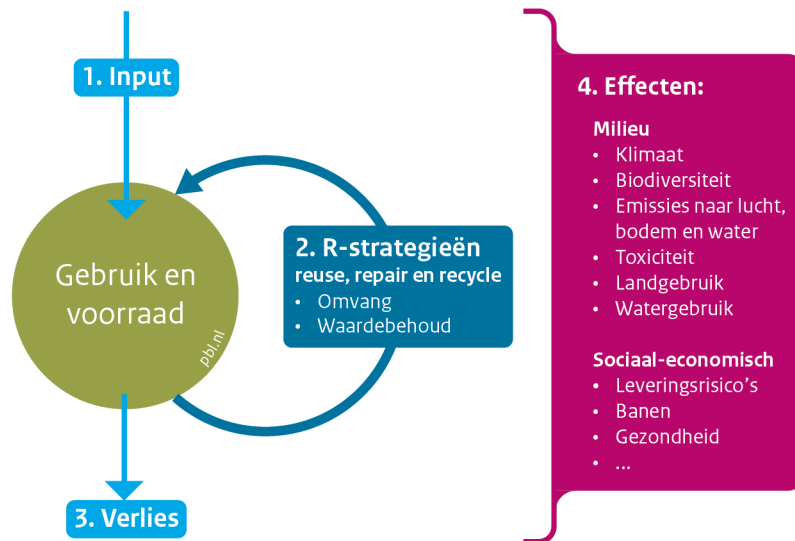 1. Input
Gebruik en
voorraad
pbl.nl
2. R-strategieën
reuse, repair en recycle
• Omvang
• Waardebehoud
3. Verlies
4. Effecten:
Milieu
• Klimaat
• Biodiversiteit
• Emissies naar lucht,
bodem en water
• Toxiciteit
• Landgebruik
• Watergebruik
Sociaal-economisch
• Leveringsrisico's
• Banen
• Gezondheid
• ...